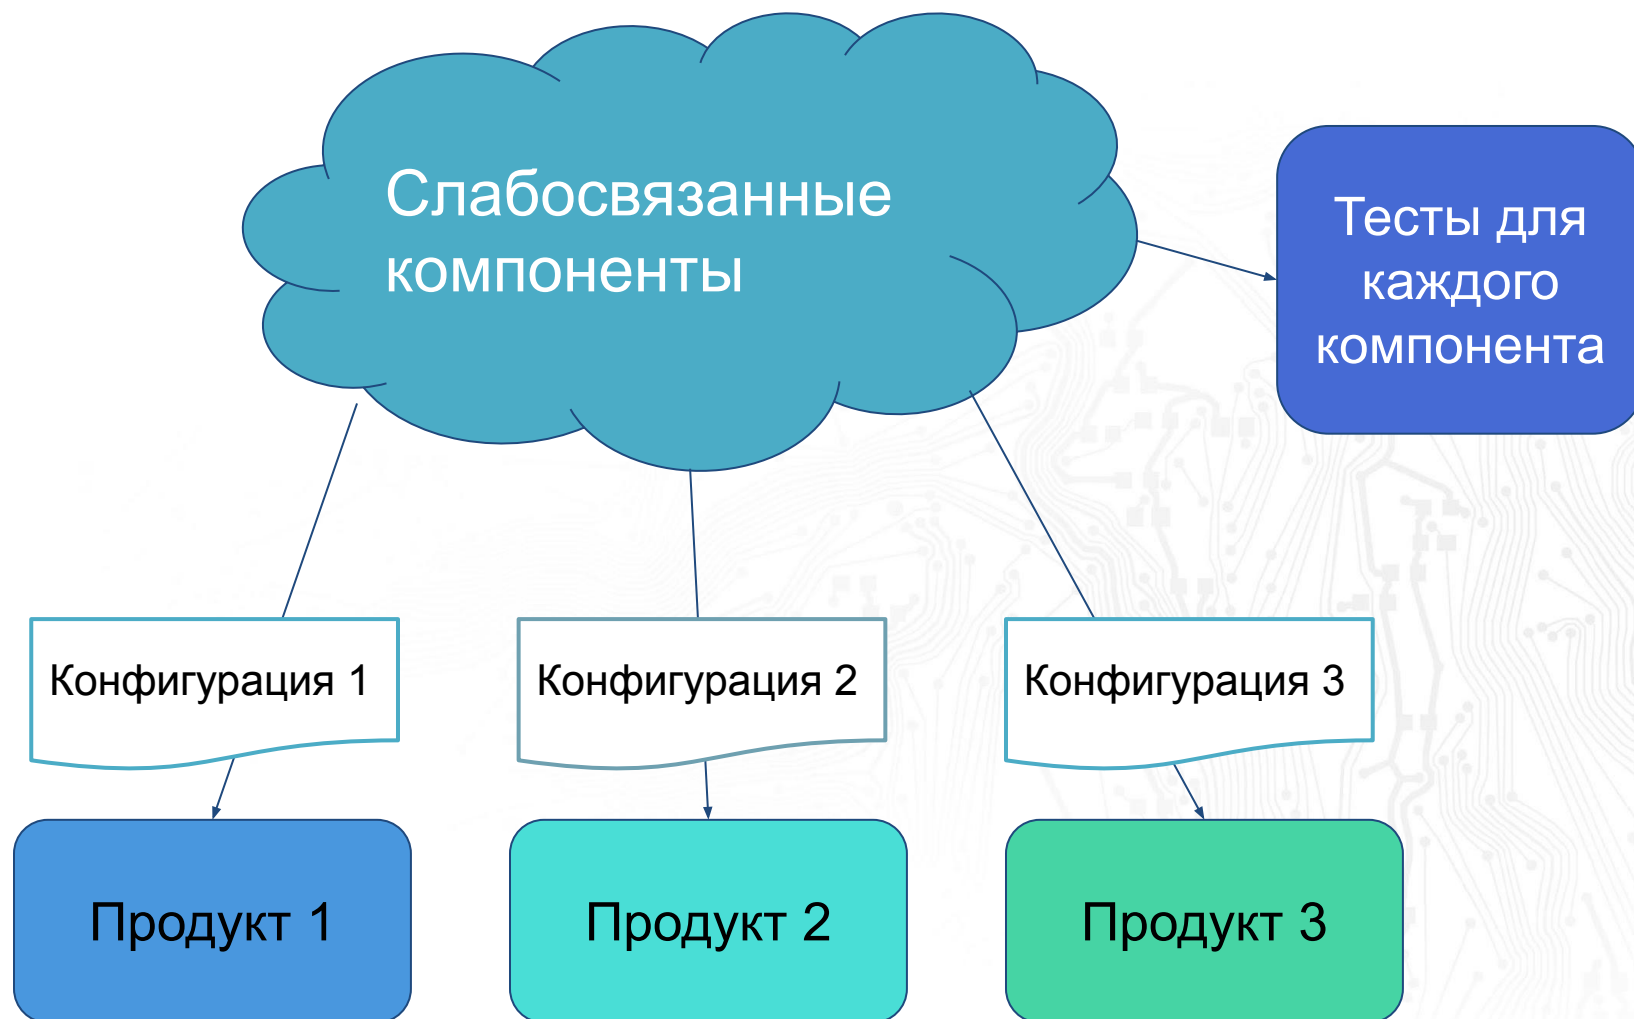 Слабосвязанные
компоненты
Тесты для
каждого
компонента
Конфигурация 1
Конфигурация 2
Конфигурация 3
Продукт 1
Продукт 2
Продукт 3